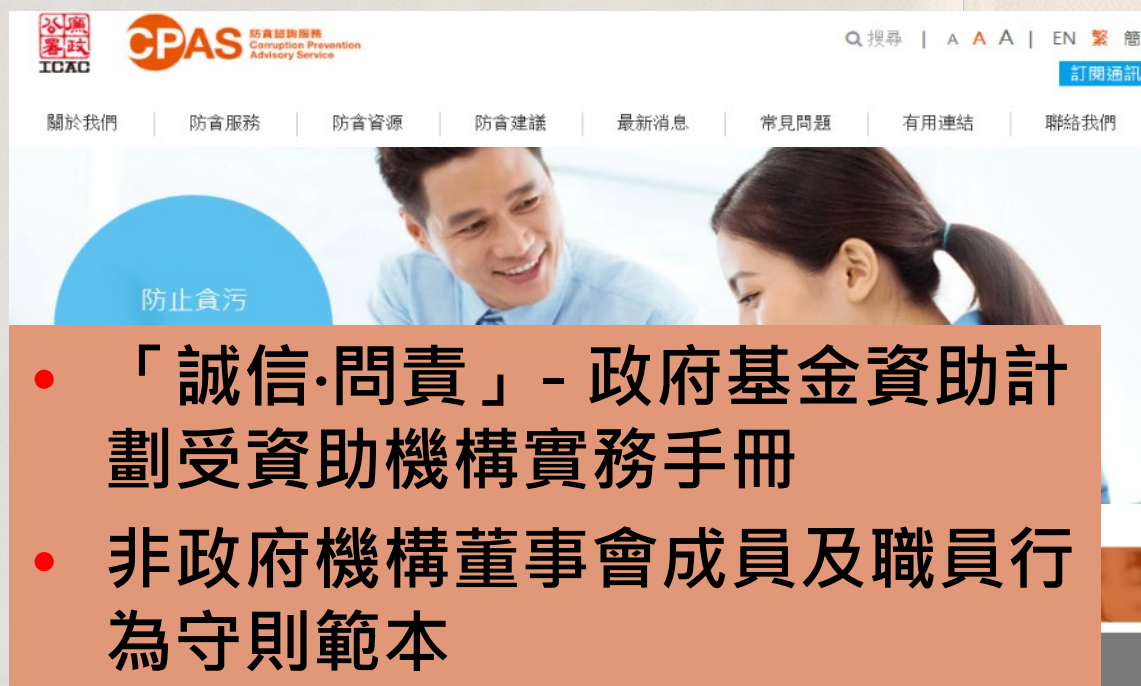 廉政
公署
ICAC
CPAS 防貪諮詢服務
Corruption Prevention
Advisory Service
搜尋 | A A A | EN 繁 簡
訂閱通訊
關於我們 | 防貪服務 | 防貪資源 | 防貪建議 | 最新消息 | 常見問題 | 有用連結 | 聯絡我們
防止貪污
• 「誠信·問責」- 政府基金資助計
劃受資助機構實務手冊
• 非政府機構董事會成員及職員行
為守則範本